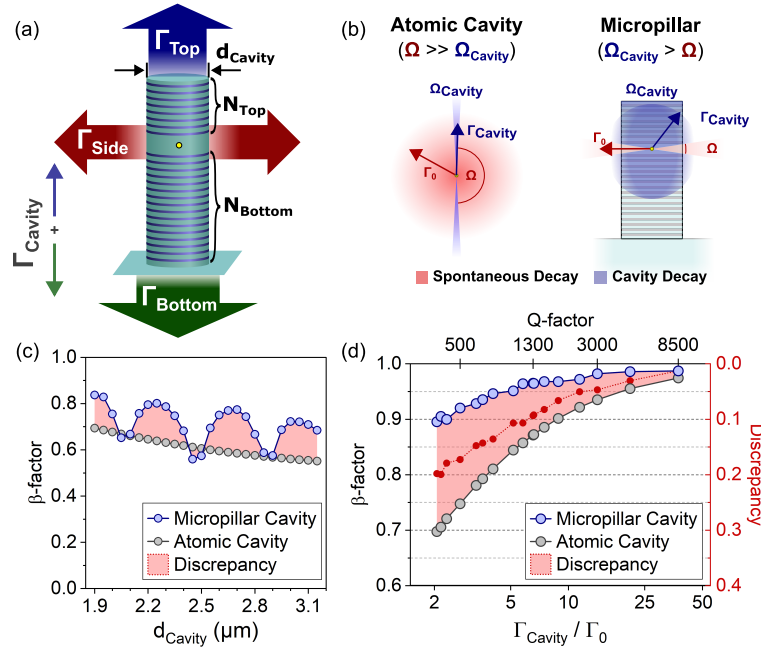 (a)
Γ_Top
d_Cavity
N_Top
Γ_Side
N_Bottom
Γ_Cavity
+
Γ_Bottom
(b)
Atomic Cavity
(Ω >> Ω_Cavity)
Ω_Cavity
Γ_Cavity
Γ_0
Ω
Micropillar
(Ω_Cavity > Ω)
Ω_Cavity
Γ_Cavity
Γ_0
Ω
Spontaneous Decay
Cavity Decay
(c)
1.0
0.8
0.6
0.4
0.2
0.0
β-factor
Micropillar Cavity
Atomic Cavity
Discrepancy
1.9 2.2 2.5 2.8 3.1
d_Cavity [µm]
(d)
Q-factor
500 1300 3000 8500
1.0
0.9
0.8
0.7
0.6
β-factor
0.0
0.1
0.2
0.3
0.4
Discrepancy
Micropillar Cavity
Atomic Cavity
Discrepancy
2 5 10 25 50
Γ_Cavity / Γ_0